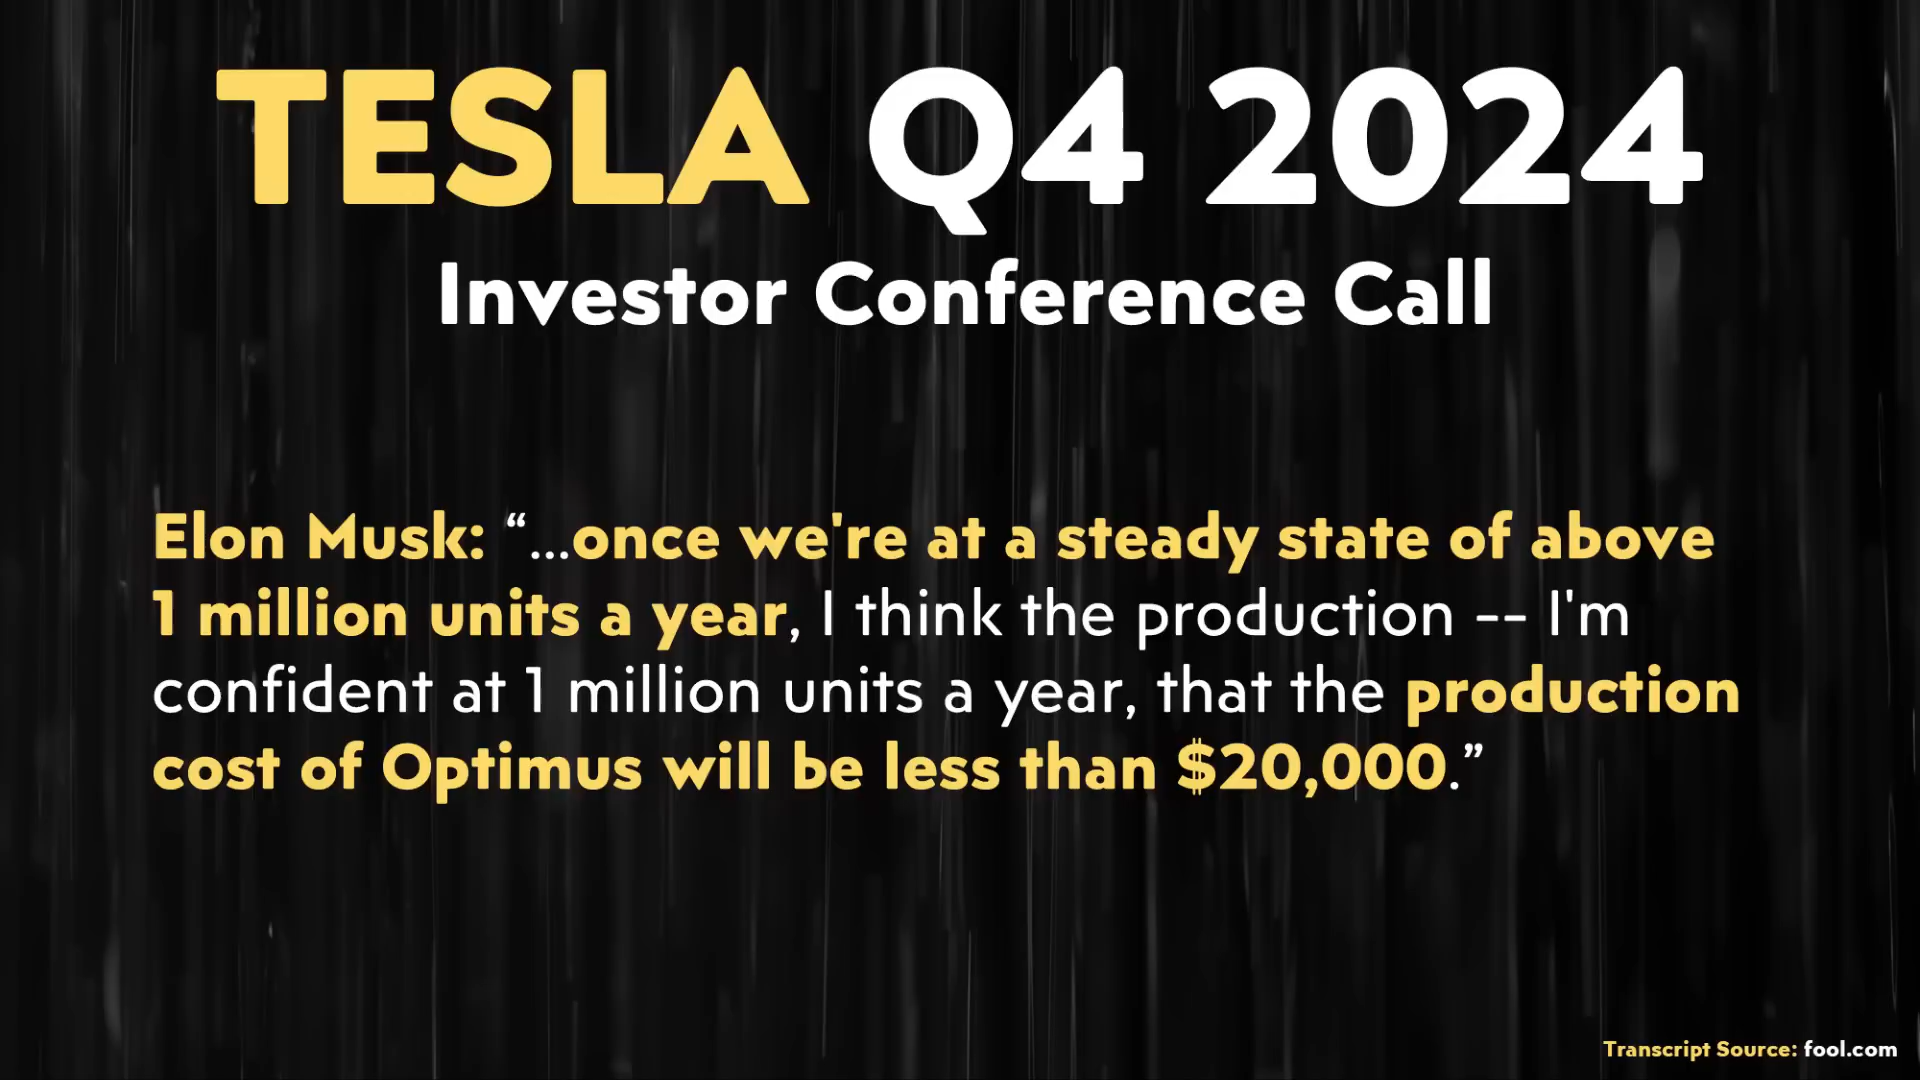 TESLA Q4 2024
Investor Conference Call
Elon Musk: “...once we're at a steady state of above
1 million units a year, I think the production -- I'm
confident at 1 million units a year, that the production
cost of Optimus will be less than $20,000.”
Transcript Source: fool.com